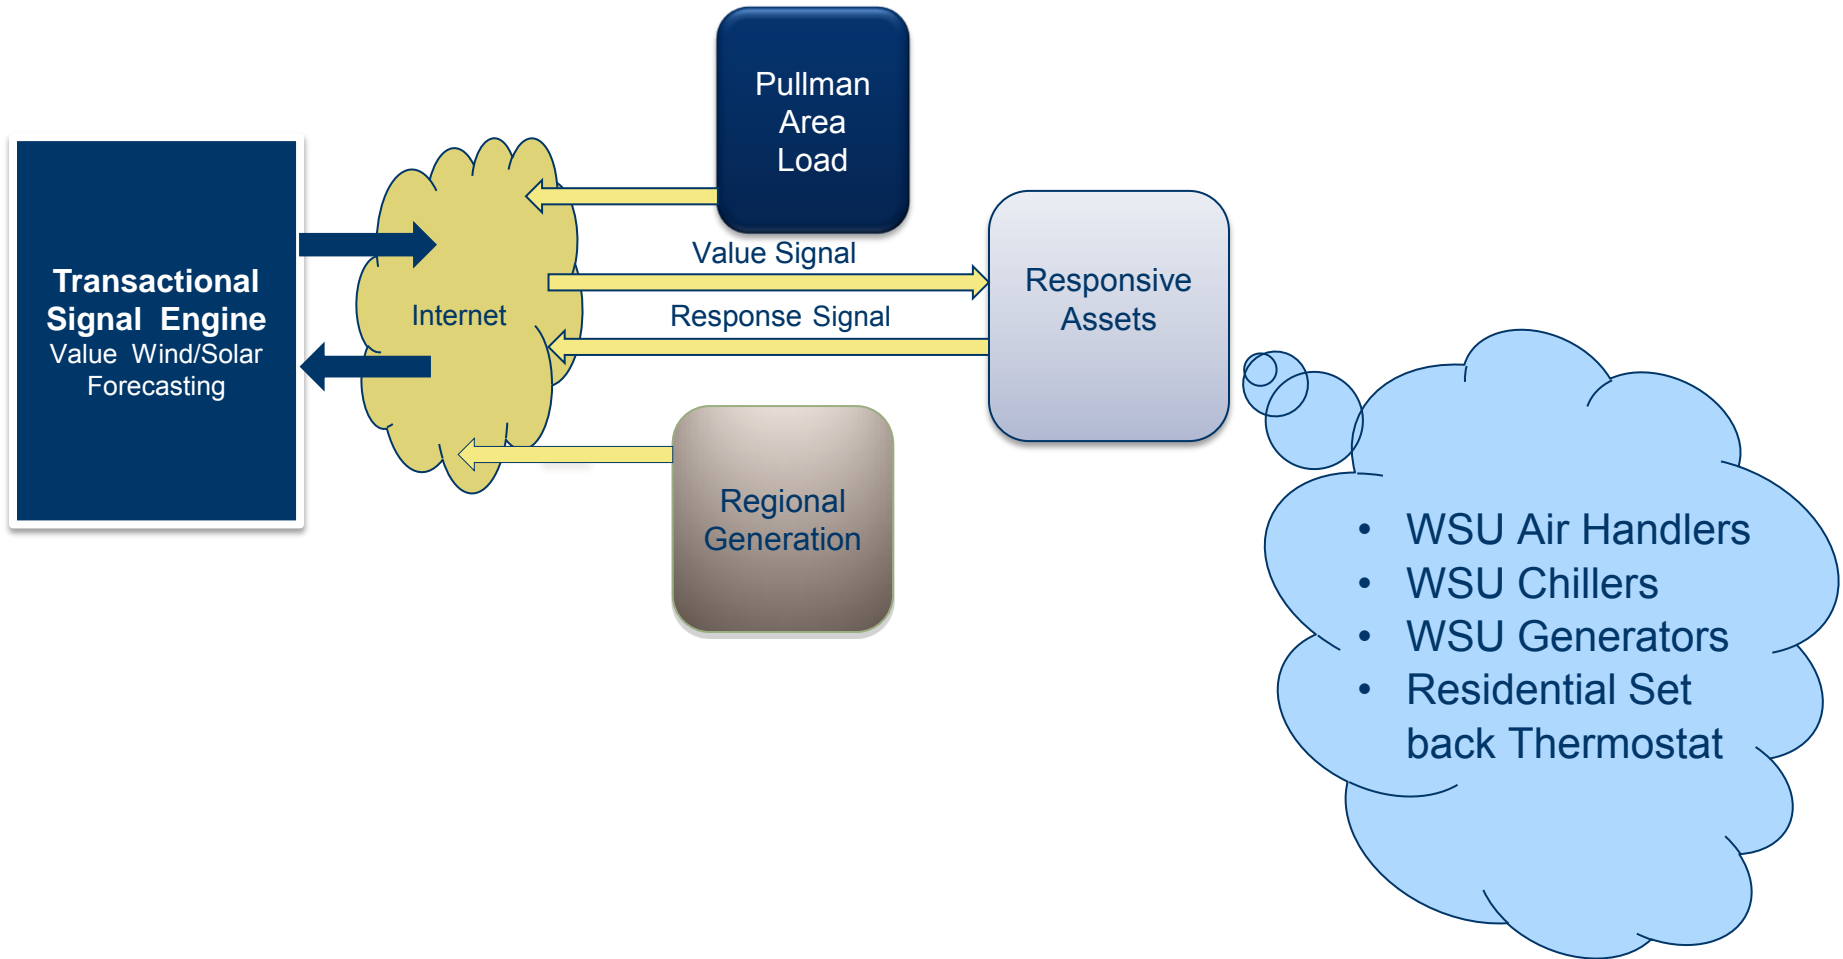 Pullman
Area
Load
Transactional
Signal Engine
Value Wind/Solar
Forecasting
Internet
Value Signal
Response Signal
Responsive
Assets
Regional
Generation
• WSU Air Handlers
• WSU Chillers
• WSU Generators
• Residential Set
back Thermostat